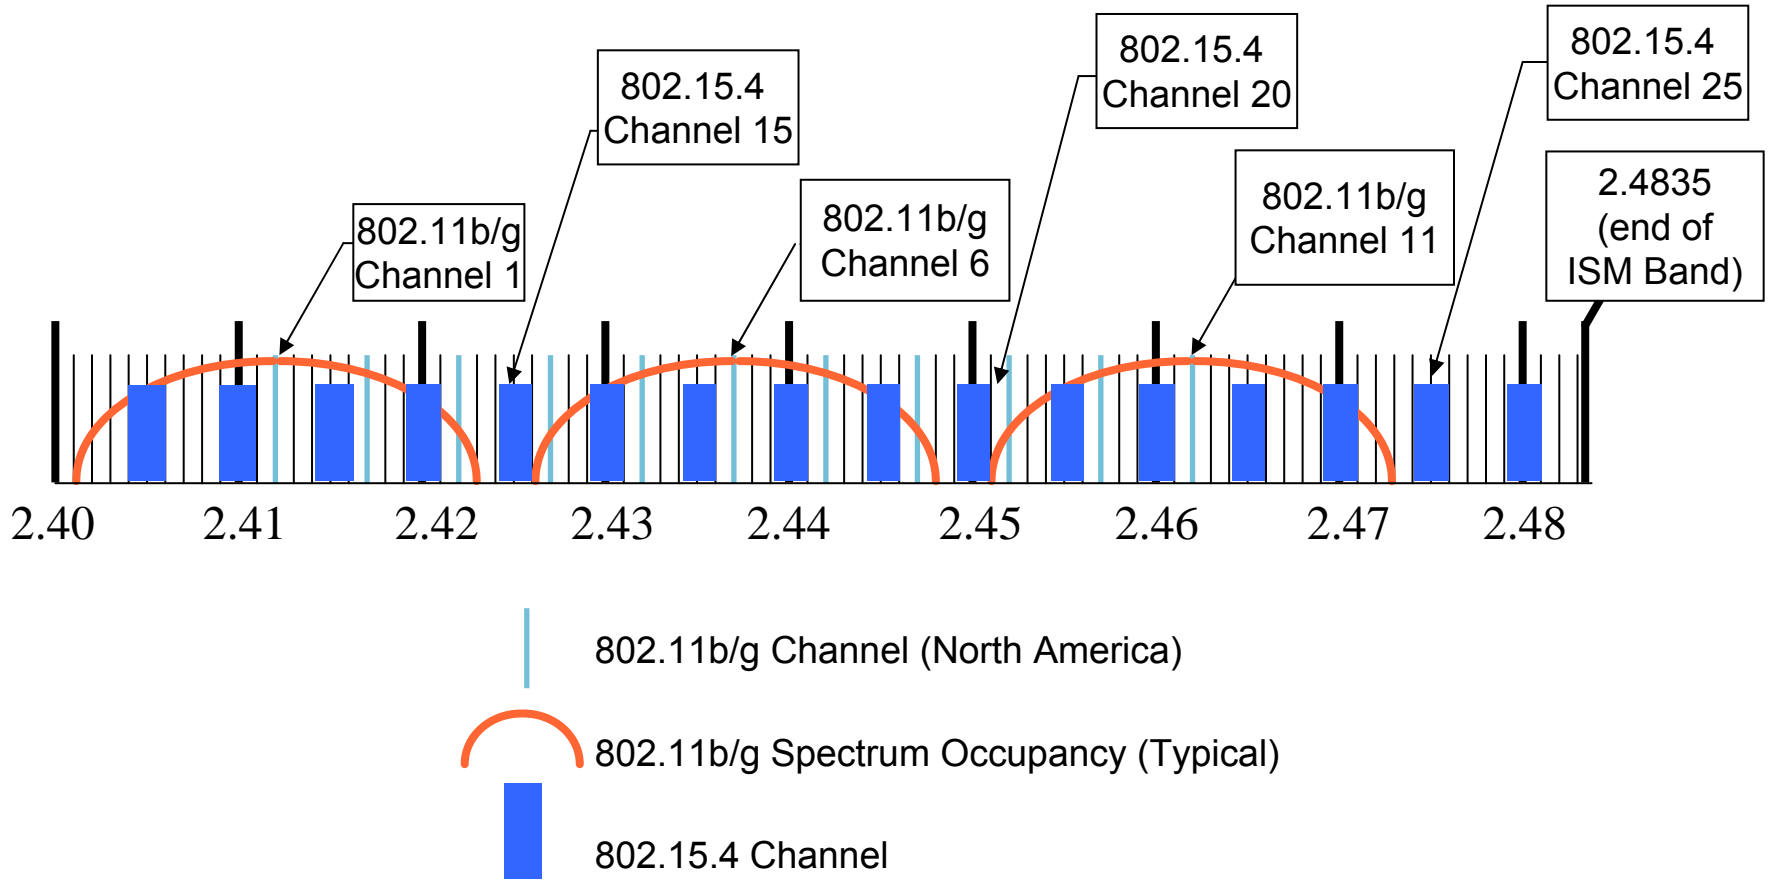 802.15.4
Channel 15
802.15.4
Channel 20
802.15.4
Channel 25
802.11b/g
Channel 1
802.11b/g
Channel 6
802.11b/g
Channel 11
2.4835
(end of
ISM Band)
2.40 2.41 2.42 2.43 2.44 2.45 2.46 2.47 2.48
802.11b/g Channel (North America)
802.11b/g Spectrum Occupancy (Typical)
802.15.4 Channel